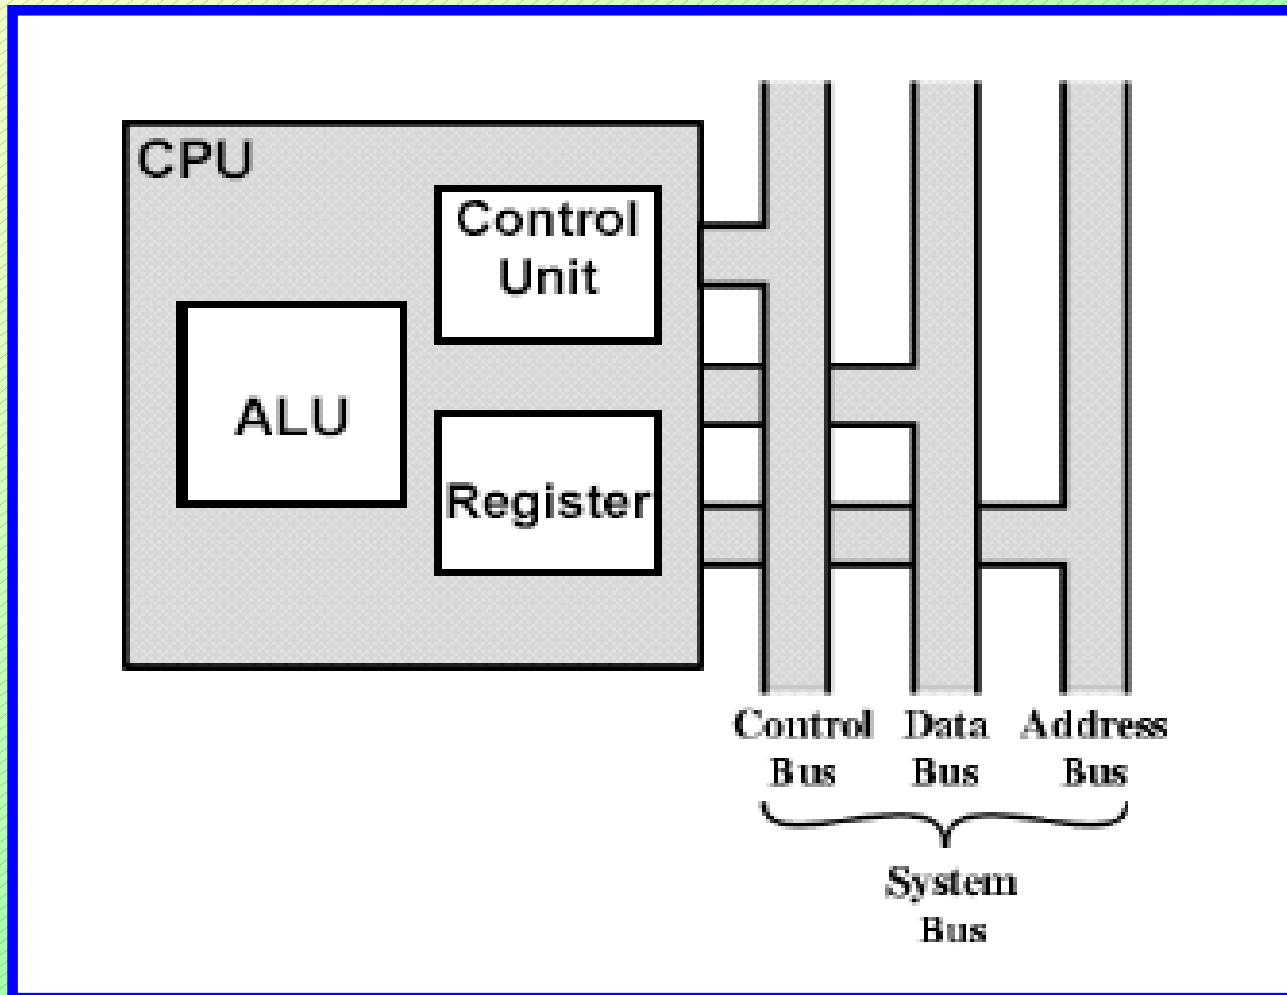 CPU
Control
Unit
ALU
Register
Control Data Address
Bus Bus Bus
System
Bus